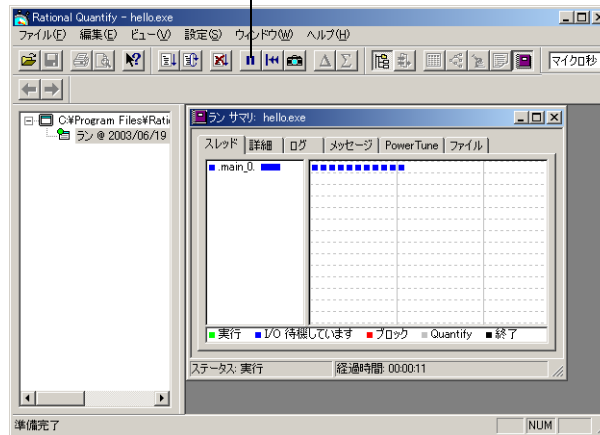 Rational Quantify - hello.exe
ファイル(F) 編集(E) ビュー(V) 設定(S) ウィンドウ(W) ヘルプ(H)
マイクロ秒
C:¥Program Files¥Ratio
ラン @ 2003/06/19
ラン サマリ: hello.exe
スレッド 詳細 ログ メッセージ PowerTune ファイル
.main_0.
実行 I/O 待機しています ブロック Quantify 終了
ステータス: 実行 経過時間: 00:00:11
準備完了 NUM